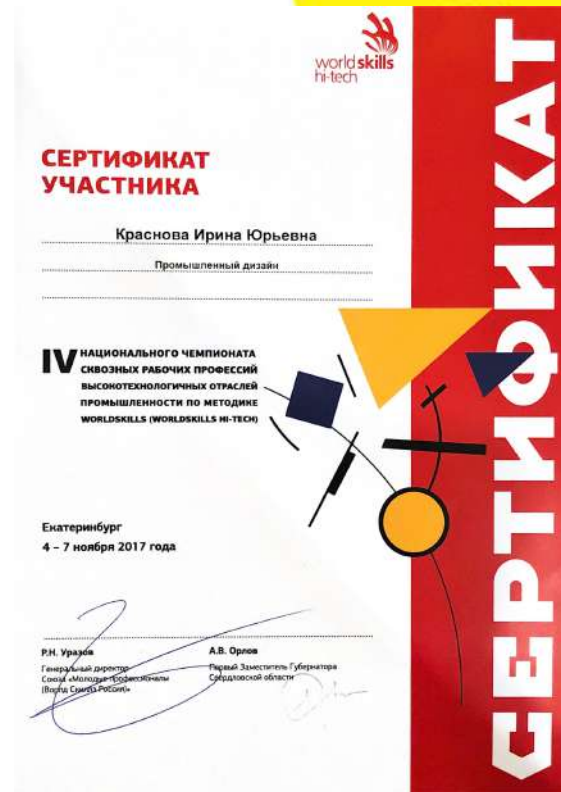 worldskills
hi-tech
СЕРТИФИКАТ
УЧАСТНИКА
Краснова Ирина Юрьевна
Промышленный дизайн
IV НАЦИОНАЛЬНОГО ЧЕМПИОНАТА
СКВОЗНЫХ РАБОЧИХ ПРОФЕССИЙ
ВЫСОКОТЕХНОЛОГИЧНЫХ ОТРАСЛЕЙ
ПРОМЫШЛЕННОСТИ ПО МЕТОДИКЕ
WORLDSKILLS (WORLDSKILLS HI-TECH)
Екатеринбург
4 – 7 ноября 2017 года
Р.Н. Уразов
Генеральный директор
Союза «Молодые профессионалы
(Ворлд Скиллз Россия)»
А.В. Орлов
Первый Заместитель Губернатора
Свердловской области
СЕРТИФИКАТ